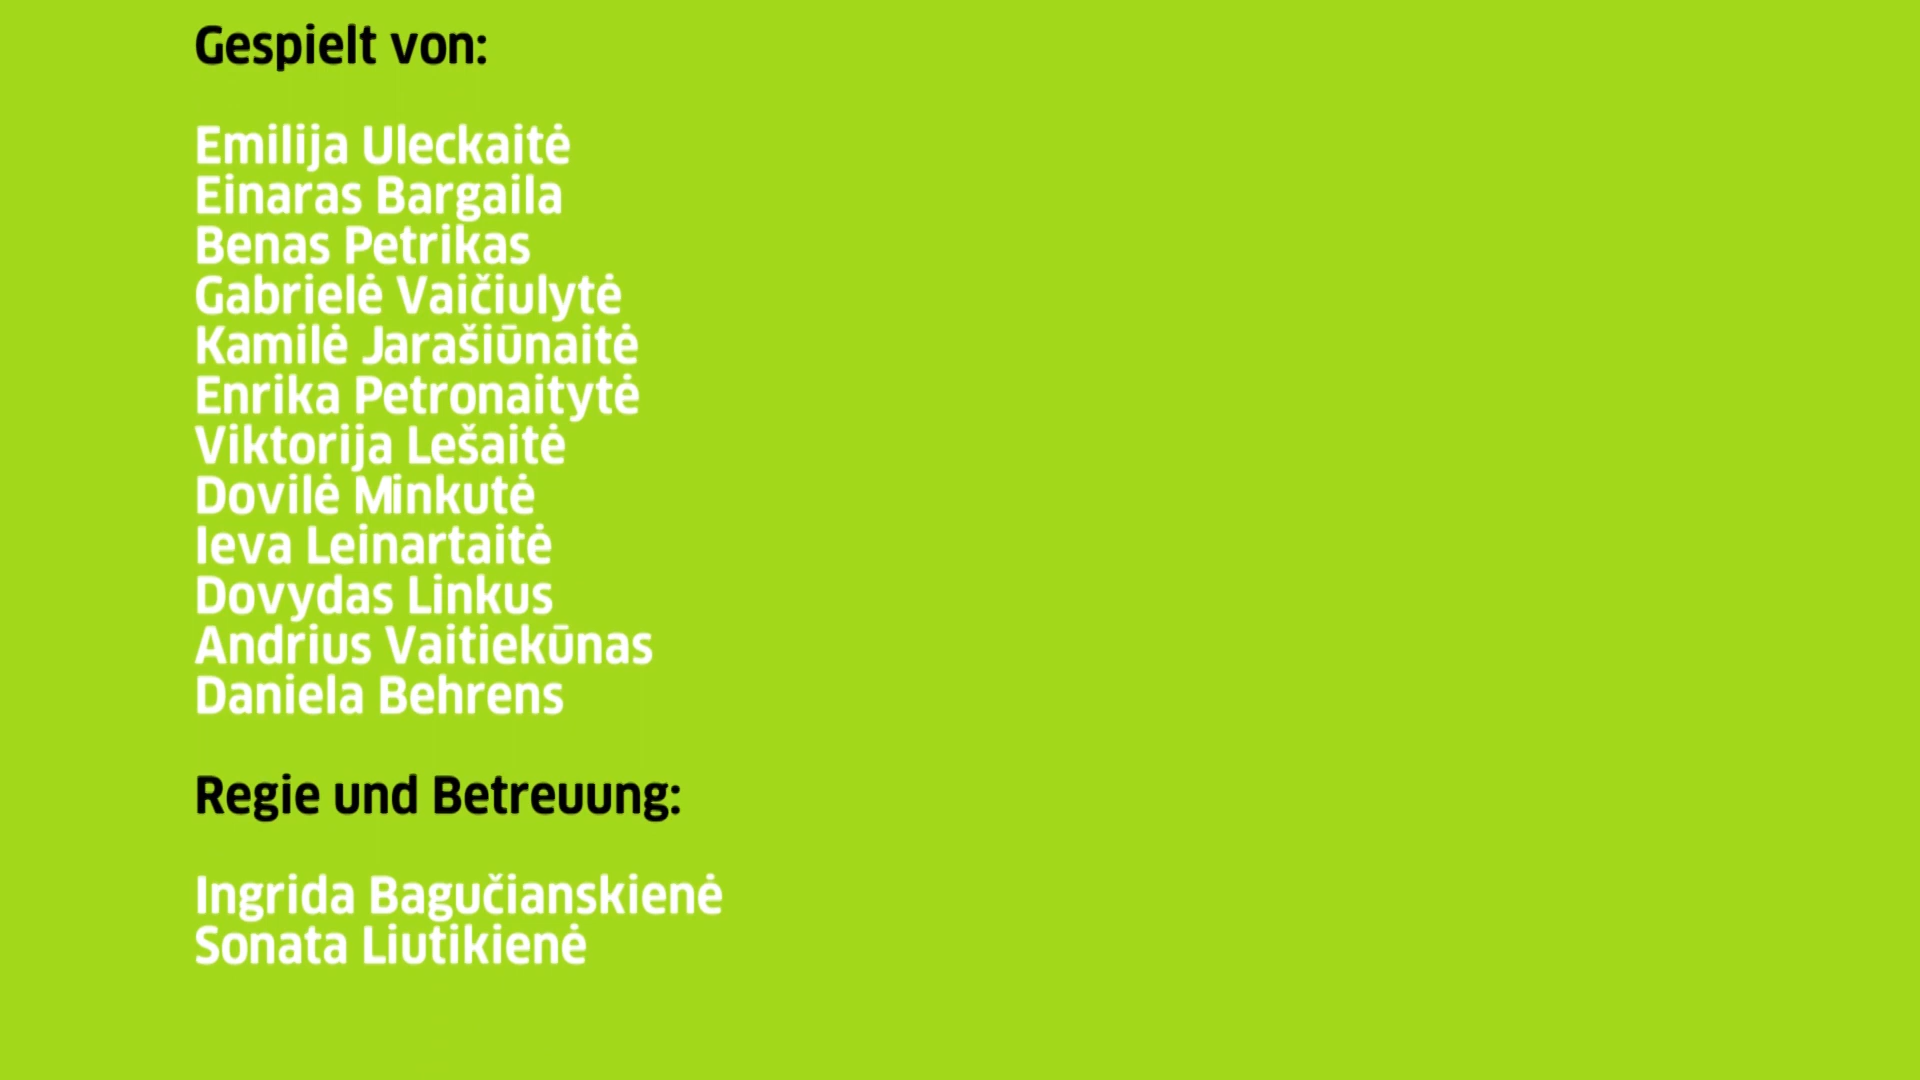 Gespielt von:
Emilija Uleckaitė
Einaras Bargaila
Benas Petrikas
Gabrielė Vaičiulytė
Kamilė Jarašiūnaitė
Enrika Petronaitytė
Viktorija Lešaitė
Dovilė Minkutė
Ieva Leinartaitė
Dovydas Linkus
Andrius Vaitiekūnas
Daniela Behrens
Regie und Betreuung:
Ingrida Bagučianskienė
Sonata Liutikienė